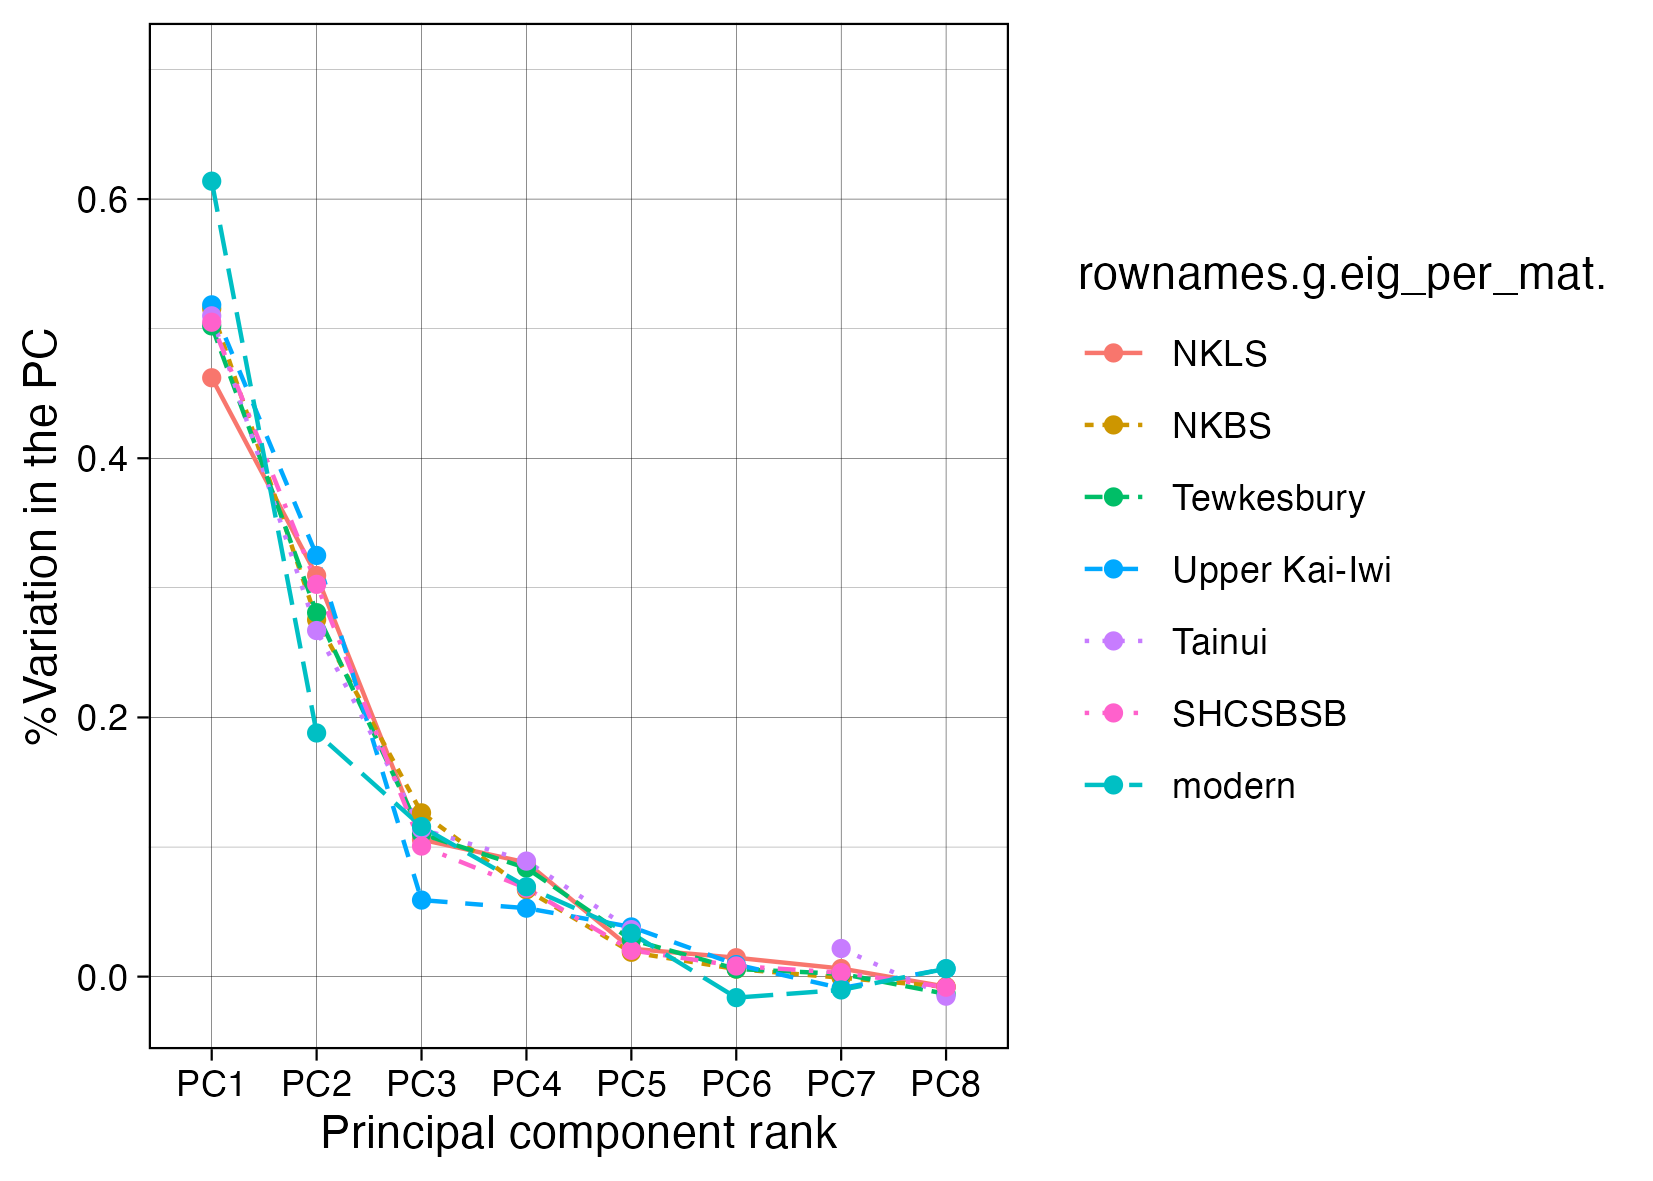 % Variation in the PC
0.6
0.4
0.2
0.0
PC1 PC2 PC3 PC4 PC5 PC6 PC7 PC8
Principal component rank
rownames.g.eig_per_mat.
NKLS
NKBS
Tewkesbury
Upper Kai-Iwi
Tainui
SHCSBSB
modern